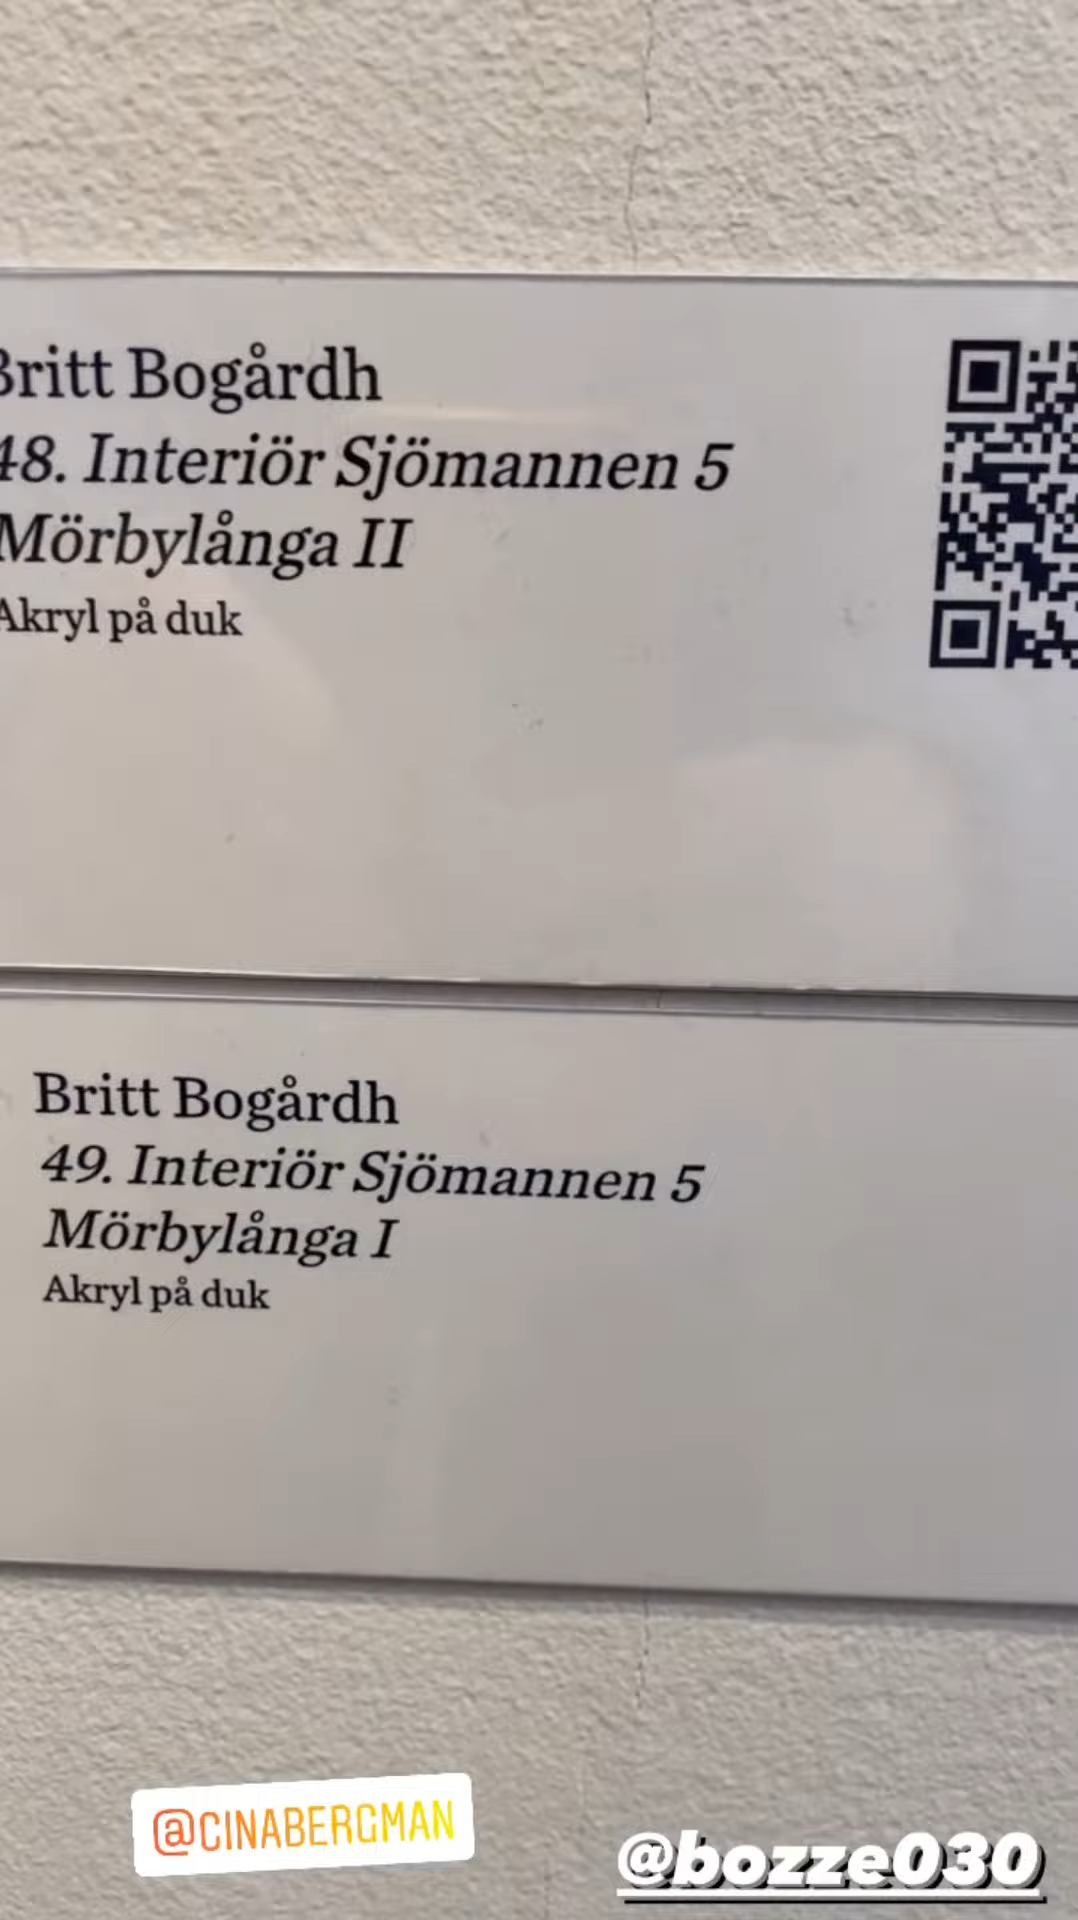 Britt Bogårdh
48. Interiör Sjömannen 5
Mörbylånga II
Akryl på duk
Britt Bogårdh
49. Interiör Sjömannen 5
Mörbylånga I
Akryl på duk
@CINABERGMAN
@bozze030